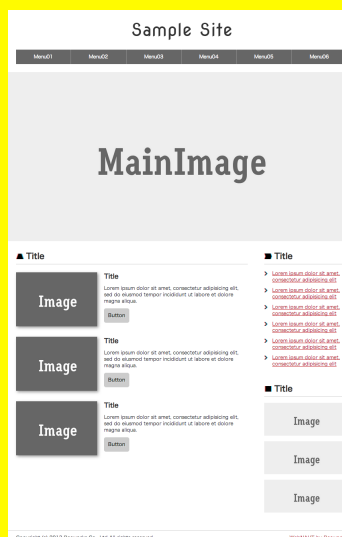 Sample Site
Menu01 Menu02 Menu03 Menu04 Menu05 Menu06
MainImage
Title
Image
Title
Lorem ipsum dolor sit amet, consectetur adipisicing elit,
sed do eiusmod tempor incididunt ut labore et dolore
magna aliqua.
Button
Image
Title
Lorem ipsum dolor sit amet, consectetur adipisicing elit,
sed do eiusmod tempor incididunt ut labore et dolore
magna aliqua.
Button
Image
Title
Lorem ipsum dolor sit amet, consectetur adipisicing elit,
sed do eiusmod tempor incididunt ut labore et dolore
magna aliqua.
Button
Title
Lorem ipsum dolor sit amet,
consectetur adipisicing elit
Lorem ipsum dolor sit amet,
consectetur adipisicing elit
Lorem ipsum dolor sit amet,
consectetur adipisicing elit
Lorem ipsum dolor sit amet,
consectetur adipisicing elit
Lorem ipsum dolor sit amet,
consectetur adipisicing elit
Lorem ipsum dolor sit amet,
consectetur adipisicing elit
Title
Image
Image
Image